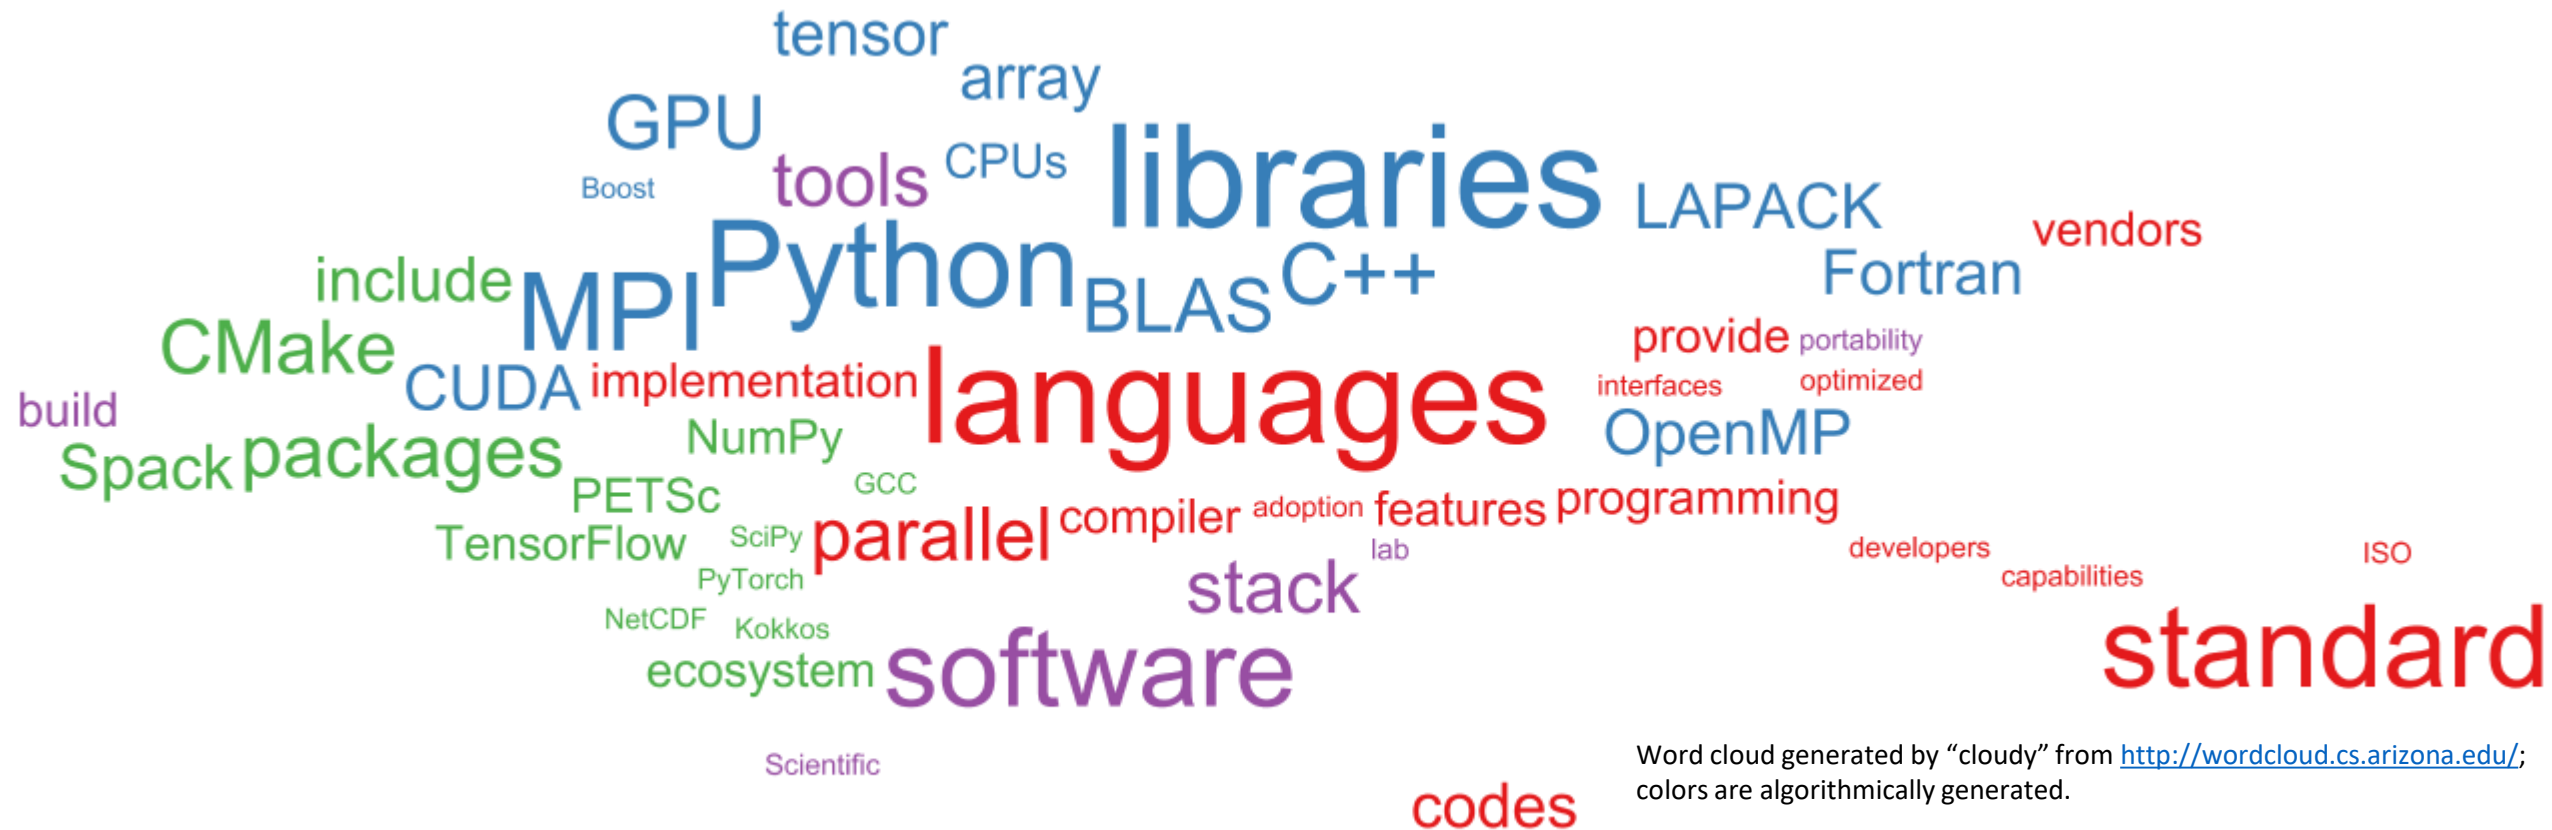 tensor
array
GPU
libraries
tools
CPUs
Boost
LAPACK
vendors
Python
C++
Fortran
include
MPI
BLAS
CMake
provide
portability
CUDA
implementation
languages
interfaces
optimized
build
NumPy
OpenMP
Spack
packages
PETSc
GCC
parallel
compiler
adoption
features
programming
TensorFlow
SciPy
lab
developers
ISO
PyTorch
stack
capabilities
NetCDF
Kokkos
standard
ecosystem
software
Scientific
Word cloud generated by “cloudy” from http://wordcloud.cs.arizona.edu/;
colors are algorithmically generated.
codes